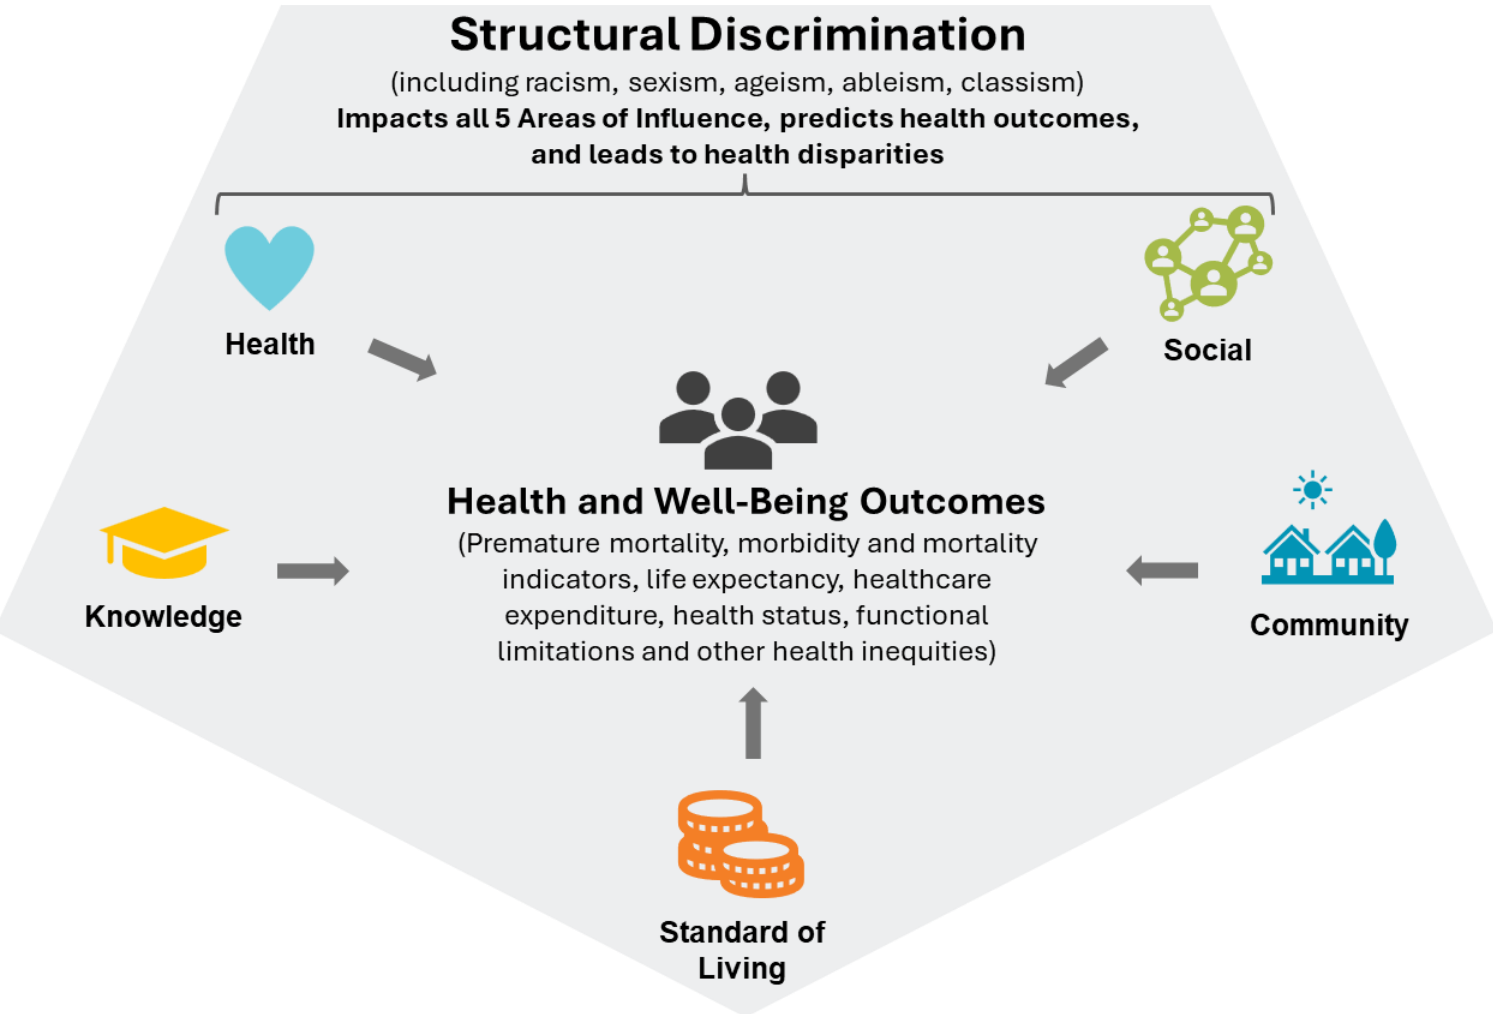 Structural Discrimination
(including racism, sexism, ageism, ableism, classism)
Impacts all 5 Areas of Influence, predicts health outcomes,
and leads to health disparities
Health
Social
Health and Well-Being Outcomes
(Premature mortality, morbidity and mortality
indicators, life expectancy, healthcare
expenditure, health status, functional
limitations and other health inequities)
Knowledge
Community
Standard of
Living